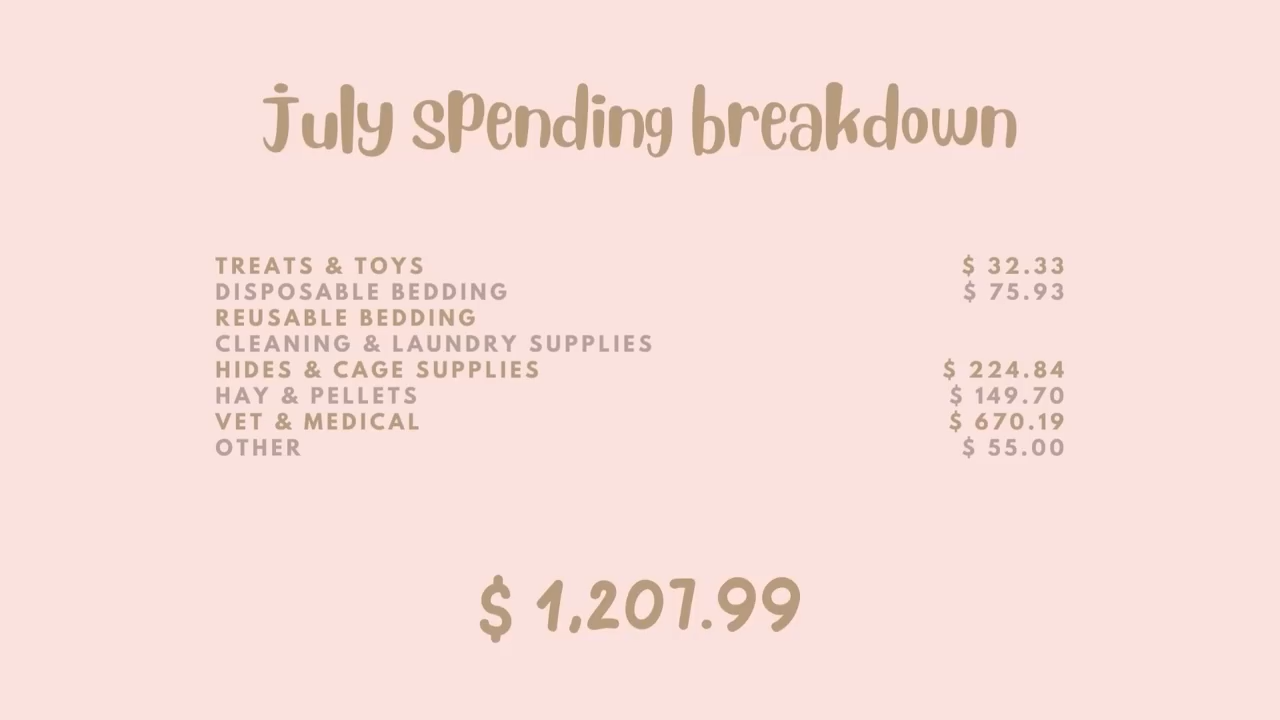 july spending breakdown
TREATS & TOYS $ 32.33
DISPOSABLE BEDDING $ 75.93
REUSABLE BEDDING
CLEANING & LAUNDRY SUPPLIES
HIDES & CAGE SUPPLIES $ 224.84
HAY & PELLETS $ 149.70
VET & MEDICAL $ 670.19
OTHER $ 55.00
$ 1,207.99